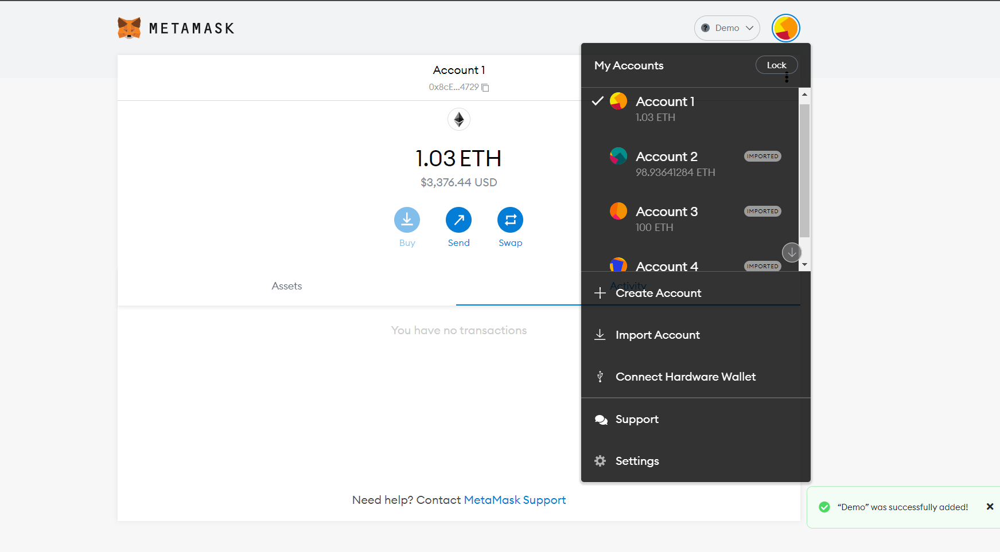 METAMASK
Demo
Account 1
0x8cE...4729
1.03 ETH
$3,376.44 USD
Buy
Send
Swap
Assets
Activity
You have no transactions
Need help? Contact MetaMask Support
My Accounts
Lock
Account 1
1.03 ETH
Account 2
IMPORTED
98.93641284 ETH
Account 3
IMPORTED
100 ETH
Account 4
IMPORTED
Create Account
Import Account
Connect Hardware Wallet
Support
Settings
“Demo” was successfully added!